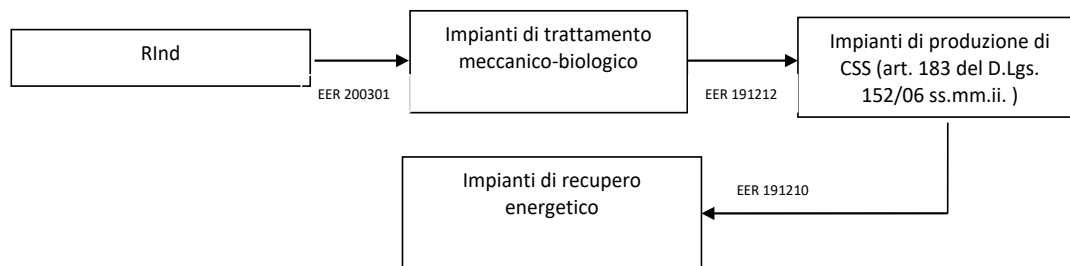 RInd
EER 200301
Impianti di trattamento
meccanico-biologico
EER 191212
Impianti di produzione di
CSS (art. 183 del D.Lgs.
152/06 ss.mm.ii. )
EER 191210
Impianti di recupero
energetico